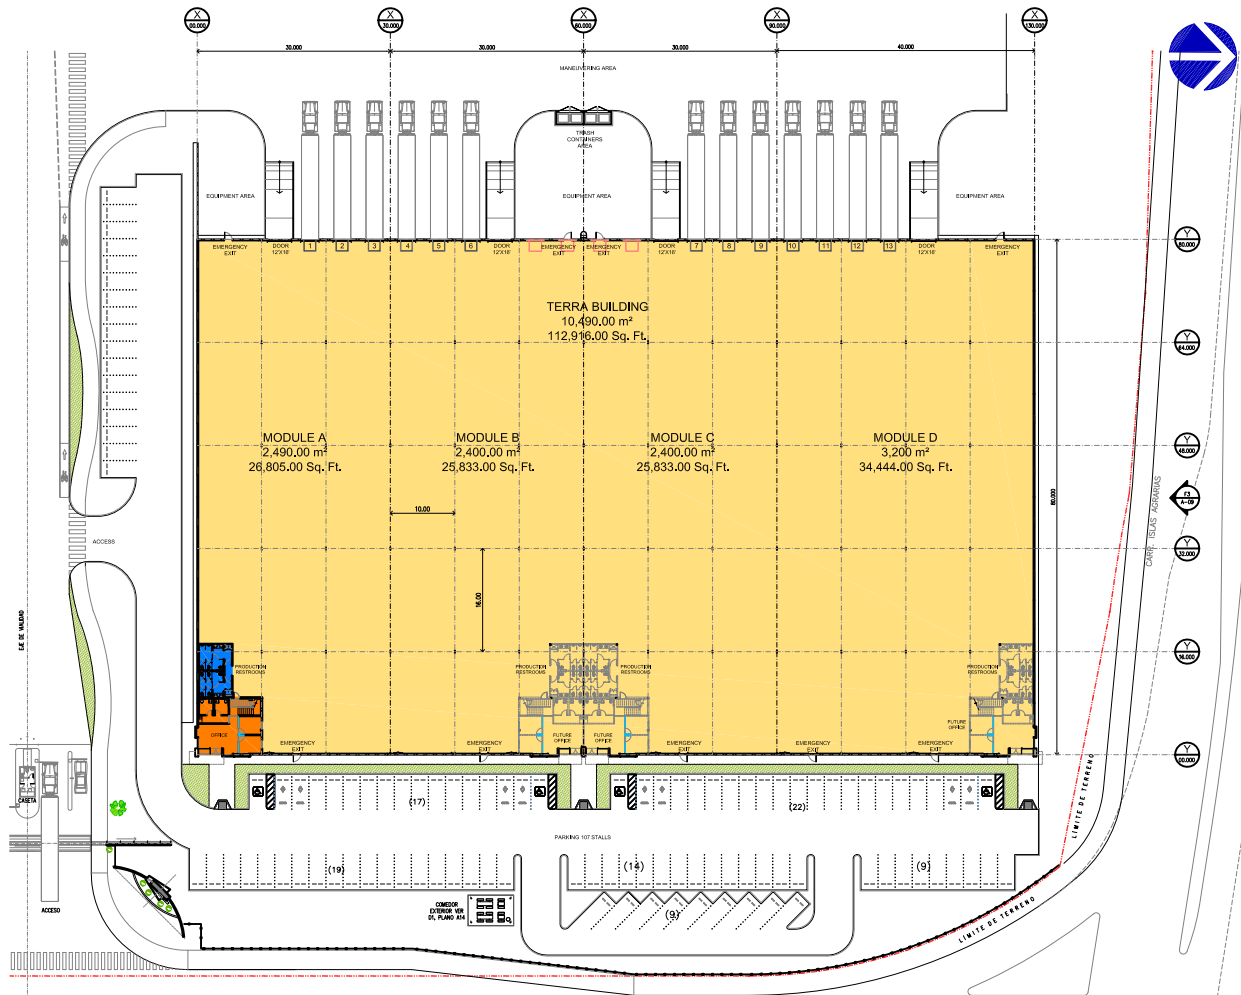 X
00.000
X
30.000
X
60.000
X
90.000
X
130.000
30.000
30.000
30.000
40.000
MANEUVERING AREA
TRASH
CONTAINERS
AREA
EQUIPMENT AREA
EQUIPMENT AREA
EQUIPMENT AREA
EMERGENCY
EXIT
DOOR
12'X16'
1
2
3
4
5
6
DOOR
12'X16'
EMERGENCY
EXIT
EMERGENCY
EXIT
DOOR
12'X16'
7
8
9
10
11
12
13
DOOR
12'X16'
EMERGENCY
EXIT
Y
80.000
Y
64.000
Y
48.000
F3
A-09
Y
32.000
Y
16.000
Y
00.000
TERRA BUILDING
10,490.00 m²
112,916.00 Sq. Ft.
MODULE A
2,490.00 m²
26,805.00 Sq. Ft.
MODULE B
2,400.00 m²
25,833.00 Sq. Ft.
MODULE C
2,400.00 m²
25,833.00 Sq. Ft.
MODULE D
3,200 m²
34,444.00 Sq. Ft.
10.00
16.00
80.000
CARR. ISLAS AGRARIAS
ACCESS
EJE DE VIALIDAD
PRODUCTION
RESTROOMS
PRODUCTION
RESTROOMS
PRODUCTION
RESTROOMS
PRODUCTION
RESTROOMS
OFFICE
FUTURE
OFFICE
FUTURE
OFFICE
FUTURE
OFFICE
EMERGENCY
EXIT
EMERGENCY
EXIT
EMERGENCY
EXIT
EMERGENCY
EXIT
EMERGENCY
EXIT
CASETA
(17)
(22)
PARKING 107 STALLS
(19)
(14)
(9)
(9)
COMEDOR
EXTERIOR VER
D1, PLANO A14
ACCESO
LÍMITE DE TERRENO
LÍMITE DE TERRENO